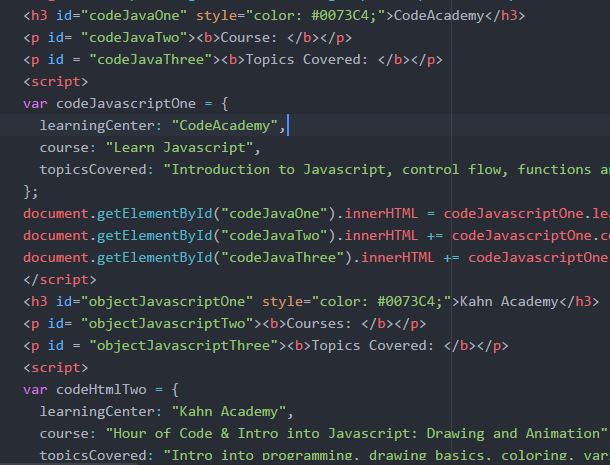 <h3 id="codeJavaOne" style="color: #0073C4;">CodeAcademy</h3>
<p id= "codeJavaTwo"><b>Course: </b></p>
<p id = "codeJavaThree"><b>Topics Covered: </b></p>
<script>
var codeJavascriptOne = {
  learningCenter: "CodeAcademy",
  course: "Learn Javascript",
  topicsCovered: "Introduction to Javascript, control flow, functions a
};
document.getElementById("codeJavaOne").innerHTML = codeJavascriptOne.le
document.getElementById("codeJavaTwo").innerHTML += codeJavascriptOne.c
document.getElementById("codeJavaThree").innerHTML += codeJavascriptOne
</script>
<h3 id="objectJavascriptOne" style="color: #0073C4;">Kahn Academy</h3>
<p id= "objectJavascriptTwo"><b>Courses: </b></p>
<p id = "objectJavascriptThree"><b>Topics Covered: </b></p>
<script>
var codeHtmlTwo = {
  learningCenter: "Kahn Academy",
  course: "Hour of Code & Intro into Javascript: Drawing and Animation"
  topicsCovered: "Intro into programming, drawing basics, coloring, var